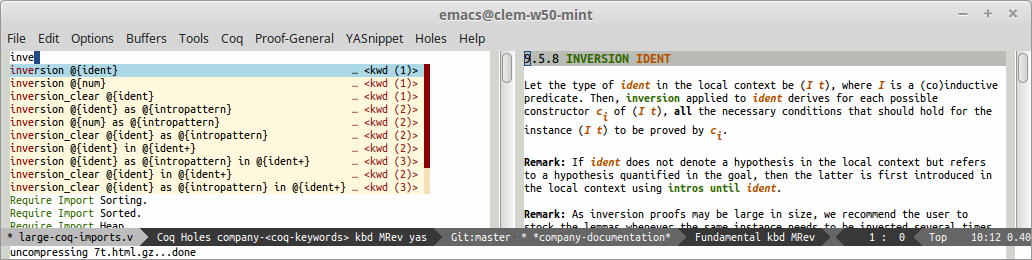 emacs@clem-w50-mint
File Edit Options Buffers Tools Coq Proof-General YASnippet Holes Help
inve
inversion @{ident} … <kwd (1)>
inversion @{num} … <kwd (1)>
inversion_clear @{ident} … <kwd (1)>
inversion @{ident} as @{intropattern} … <kwd (2)>
inversion @{num} as @{intropattern} … <kwd (2)>
inversion_clear @{ident} as @{intropattern} … <kwd (2)>
inversion @{ident} in @{ident+} … <kwd (2)>
inversion @{ident} as @{intropattern} in @{ident+} … <kwd (3)>
inversion_clear @{ident} in @{ident+} … <kwd (2)>
inversion_clear @{ident} as @{intropattern} in @{ident+} … <kwd (3)>
Require Import Sorting.
Require Import Sorted.
Require Import Heap
9.5.8 INVERSION IDENT
Let the type of ident in the local context be (I t), where I is a (co)inductive
predicate. Then, inversion applied to ident derives for each possible
constructor ci of (I t), all the necessary conditions that should hold for the
instance (I t) to be proved by ci.
Remark: If ident does not denote a hypothesis in the local context but refers
to a hypothesis quantified in the goal, then the latter is first introduced in
the local context using intros until ident.
Remark: As inversion proofs may be large in size, we recommend the user to
stock the lemmas whenever the same instance needs to be inverted several times
* large-coq-imports.v Coq Holes company-<coq-keywords> kbd MRev yas Git:master * *company-documentation* Fundamental kbd MRev 1 : 0 Top 10:12 0.40
uncompressing 7t.html.gz...done